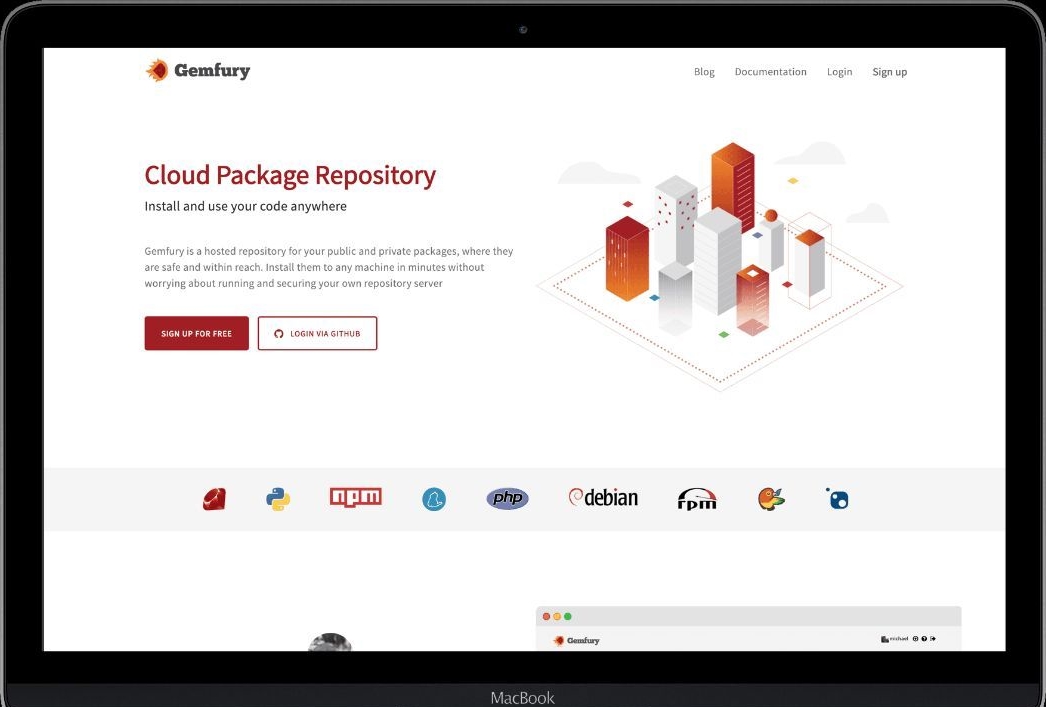 Gemfury
Blog Documentation Login Sign up
Cloud Package Repository
Install and use your code anywhere
Gemfury is a hosted repository for your public and private packages, where they
are safe and within reach. Install them to any machine in minutes without
worrying about running and securing your own repository server
SIGN UP FOR FREE
LOGIN VIA GITHUB
npm
php
debian
rpm
Gemfury
michael
MacBook